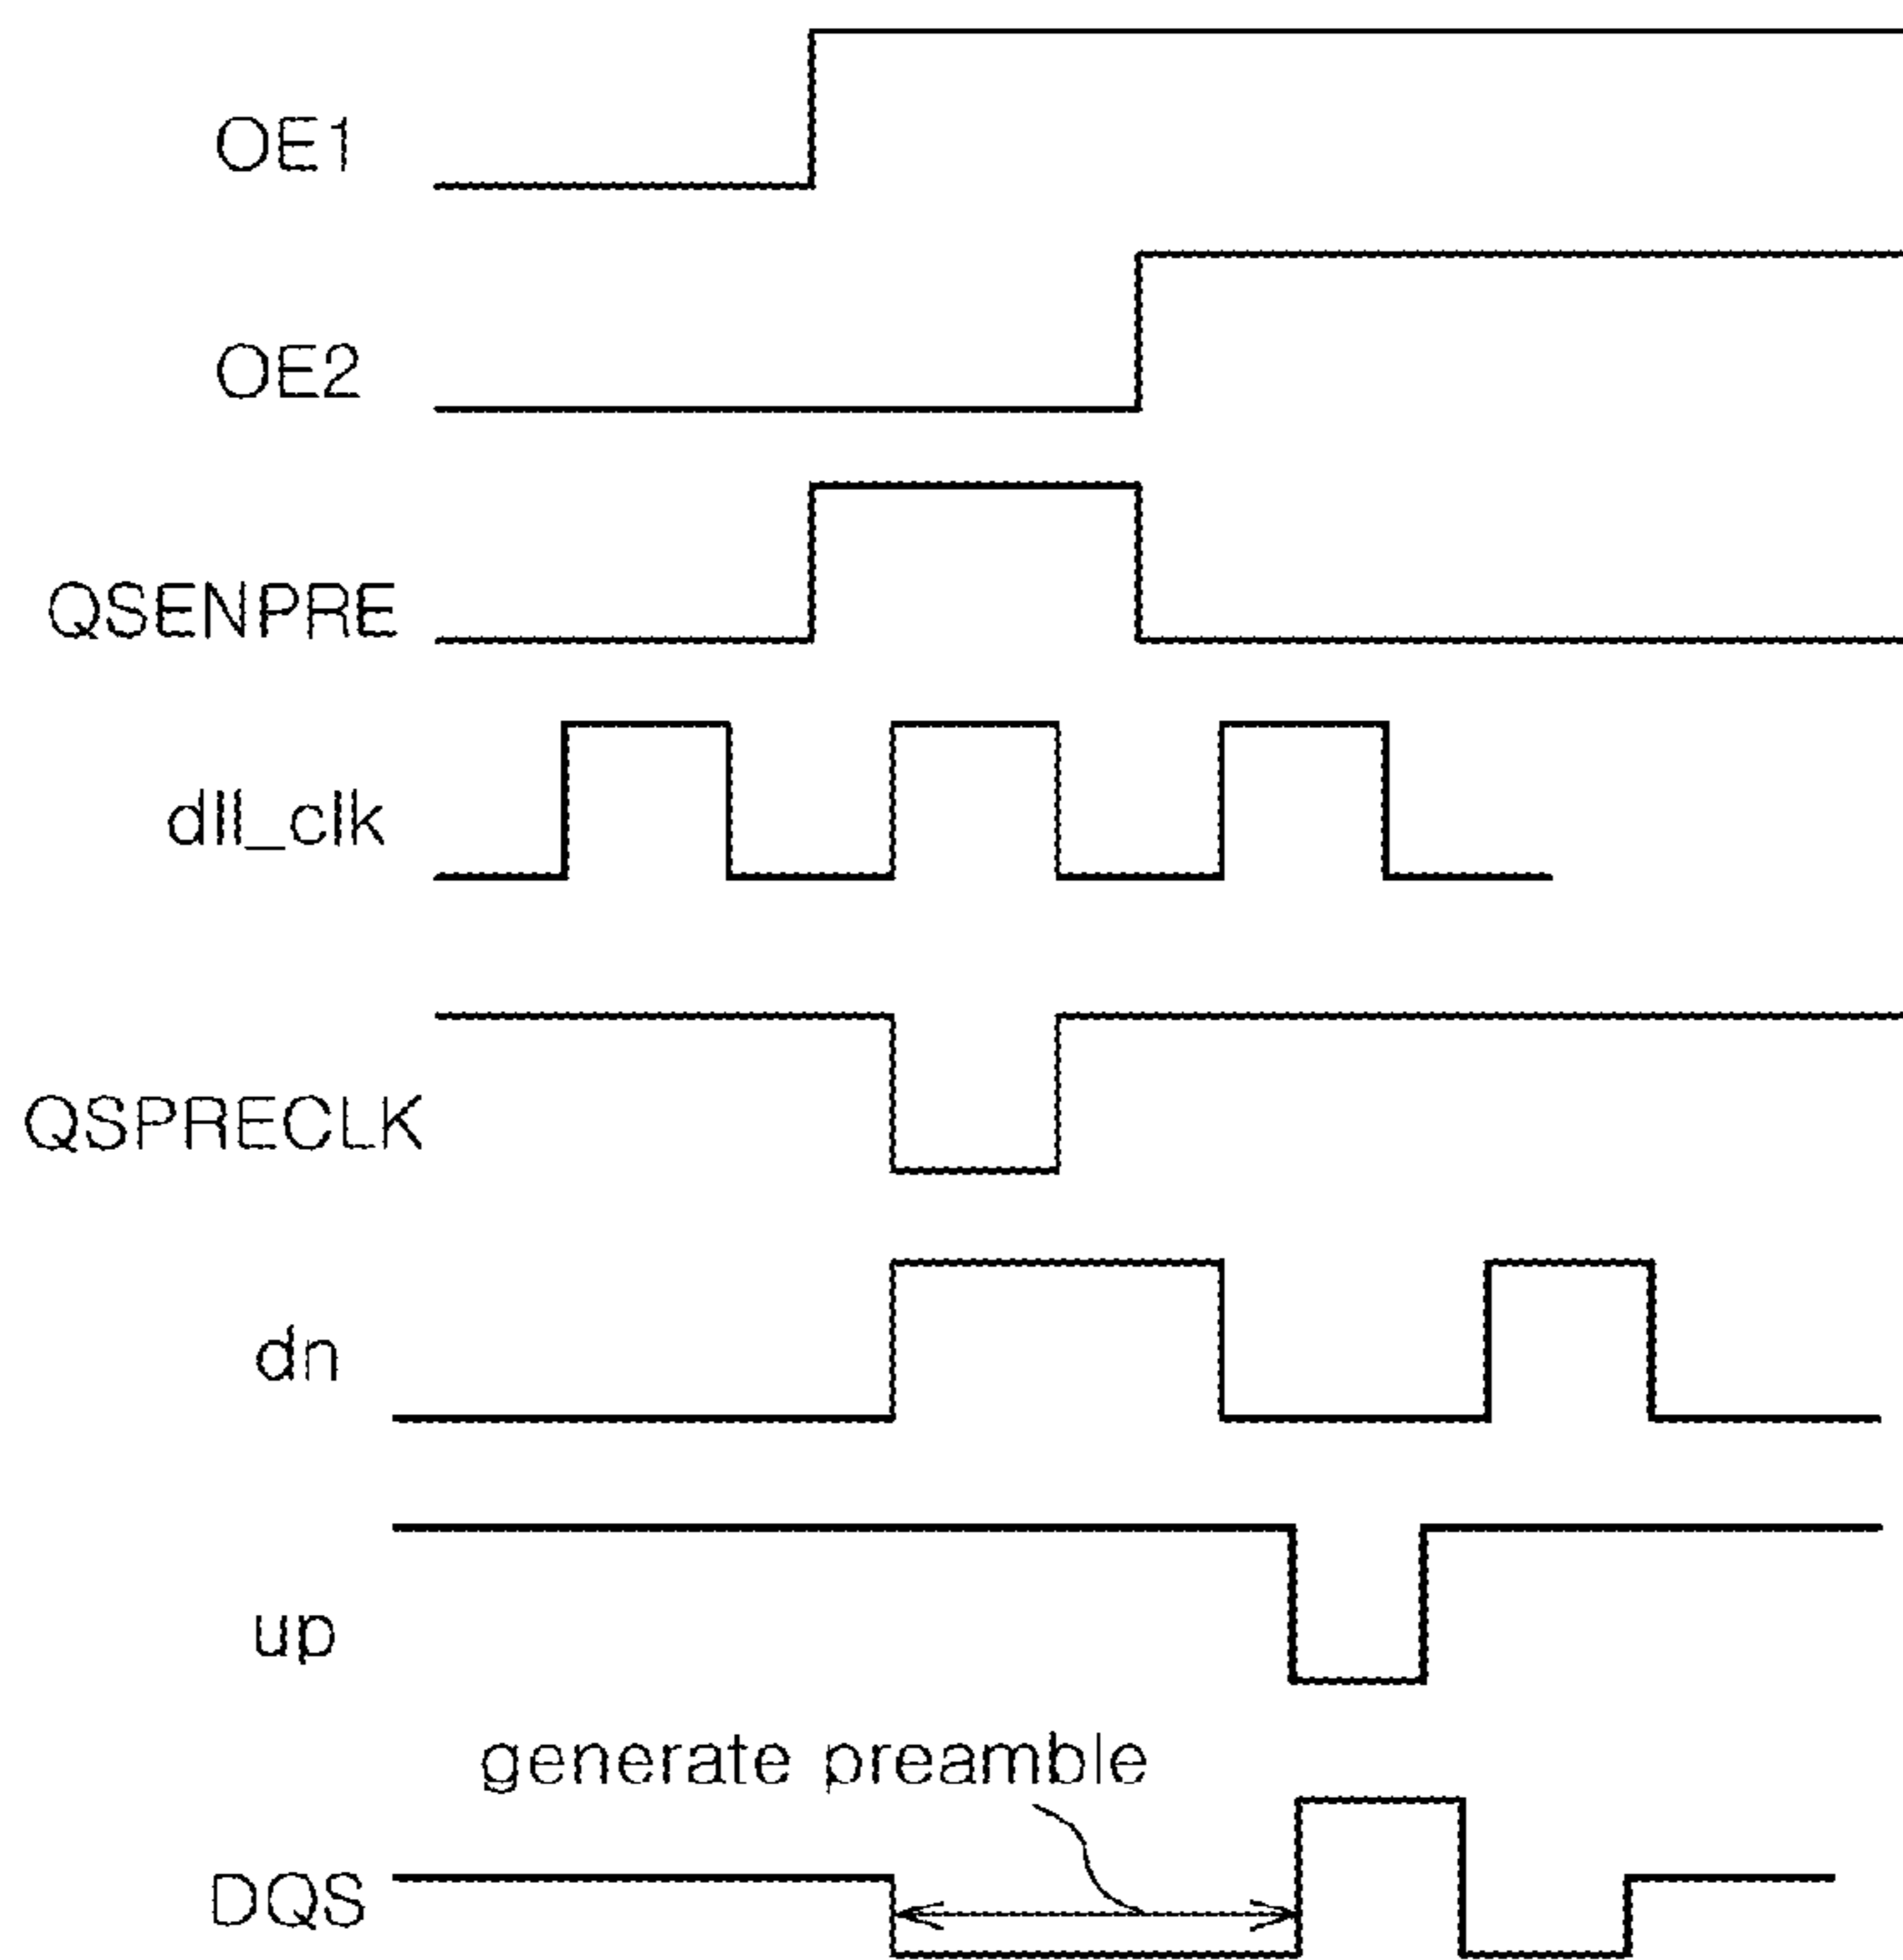 OE1
OE2
QSENPRE
dll_clk
QSPRECLK
dn
up
generate preamble
DQS